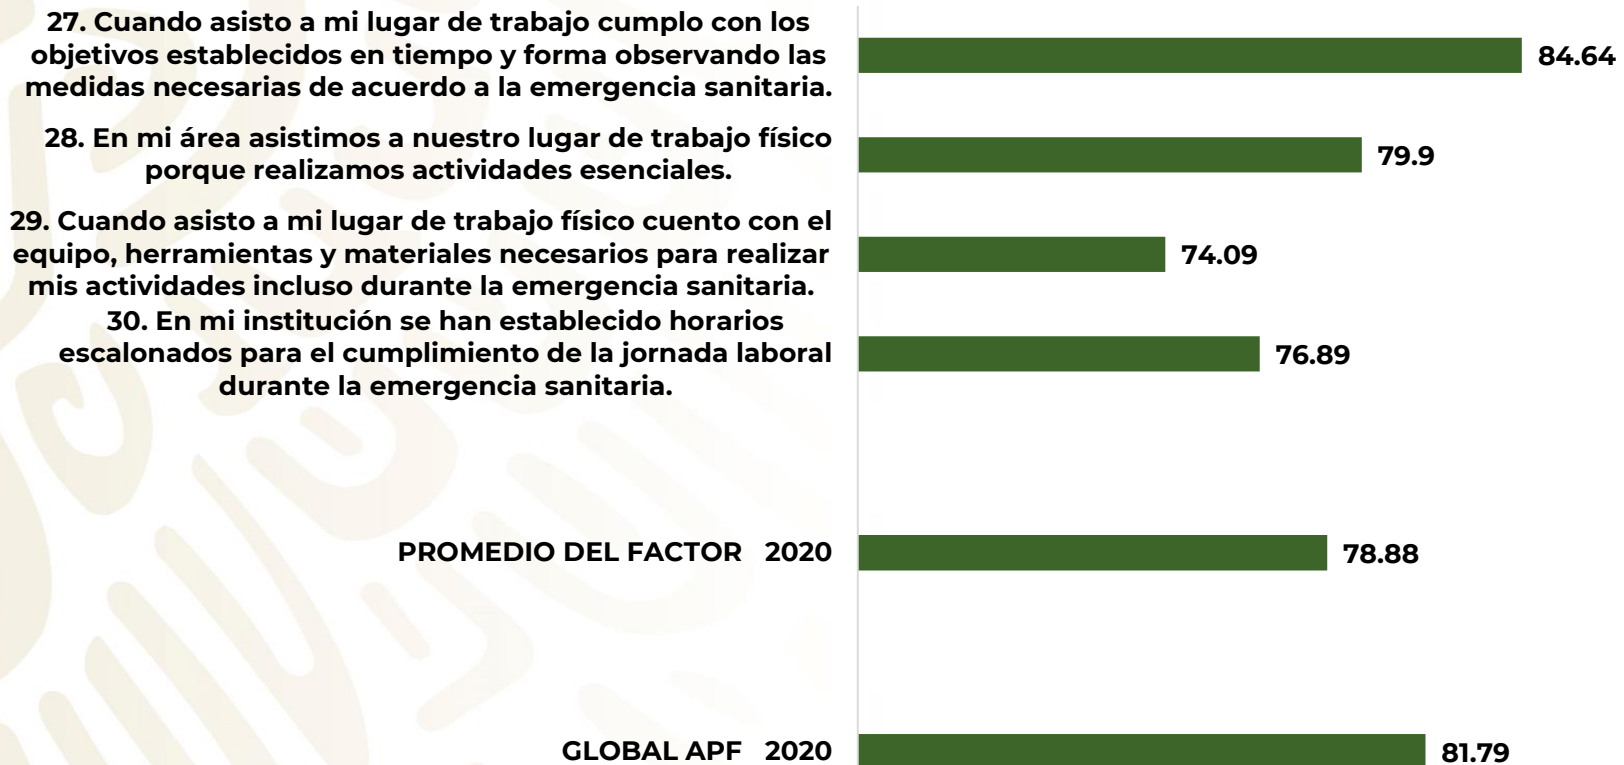 27. Cuando asisto a mi lugar de trabajo cumplo con los
objetivos establecidos en tiempo y forma observando las
medidas necesarias de acuerdo a la emergencia sanitaria.
84.64
28. En mi área asistimos a nuestro lugar de trabajo físico
porque realizamos actividades esenciales.
79.9
29. Cuando asisto a mi lugar de trabajo físico cuento con el
equipo, herramientas y materiales necesarios para realizar
mis actividades incluso durante la emergencia sanitaria.
74.09
30. En mi institución se han establecido horarios
escalonados para el cumplimiento de la jornada laboral
durante la emergencia sanitaria.
76.89
PROMEDIO DEL FACTOR 2020
78.88
GLOBAL APF 2020
81.79